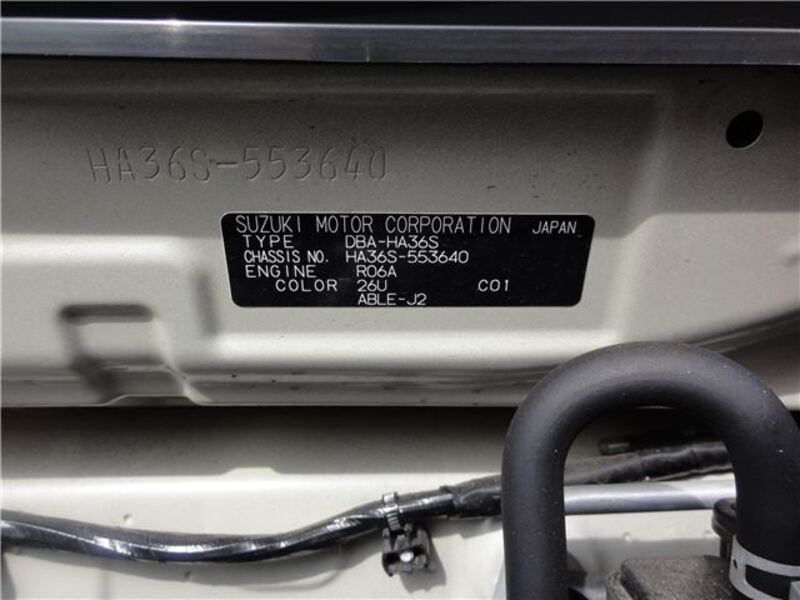 HA36S-553640
SUZUKI MOTOR CORPORATION JAPAN
TYPE DBA-HA36S
CHASSIS NO. HA36S-553640
ENGINE R06A
COLOR 26U C01
ABLE-J2